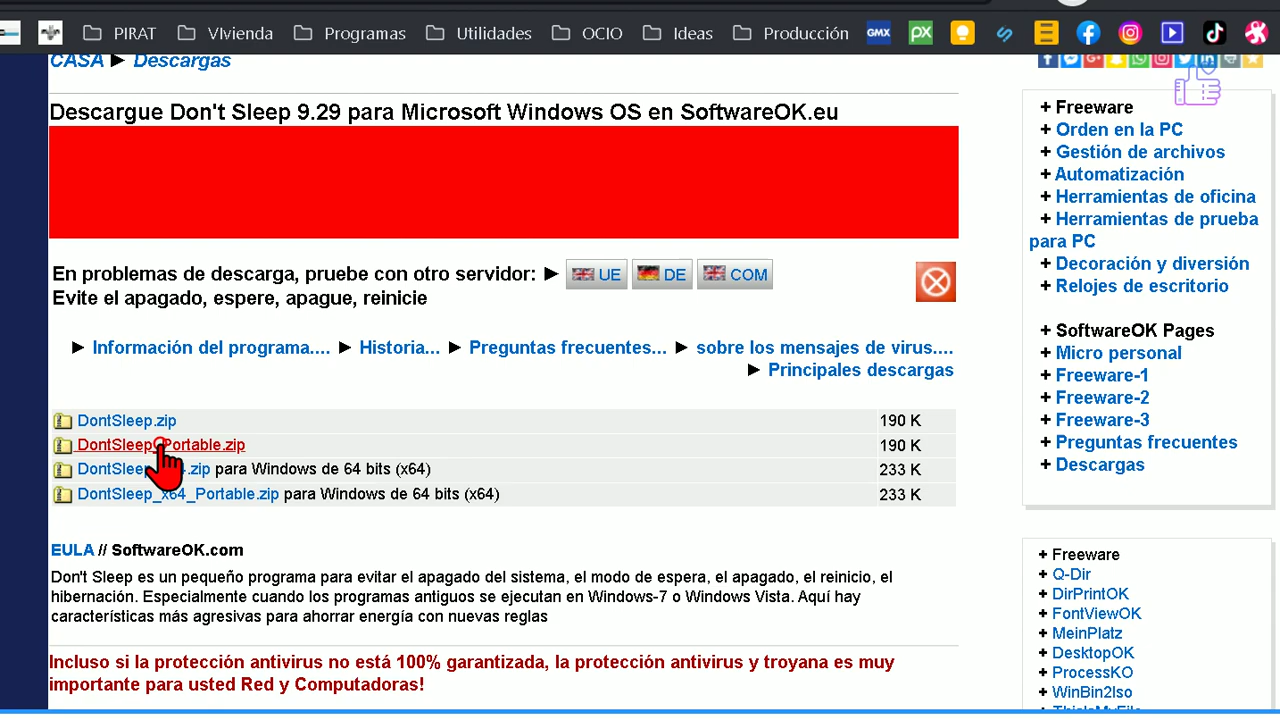 PIRAT VIvienda Programas Utilidades OCIO Ideas Producción GMX px
CASA ► Descargas
Descargue Don't Sleep 9.29 para Microsoft Windows OS en SoftwareOK.eu
En problemas de descarga, pruebe con otro servidor: ► UE DE COM
Evite el apagado, espere, apague, reinicie
► Información del programa.... ► Historia... ► Preguntas frecuentes... ► sobre los mensajes de virus....
► Principales descargas
DontSleep.zip 190 K
DontSleep_Portable.zip 190 K
DontSleep .zip para Windows de 64 bits (x64) 233 K
DontSleep_x64_Portable.zip para Windows de 64 bits (x64) 233 K
EULA // SoftwareOK.com
Don't Sleep es un pequeño programa para evitar el apagado del sistema, el modo de espera, el apagado, el reinicio, el
hibernación. Especialmente cuando los programas antiguos se ejecutan en Windows-7 o Windows Vista. Aquí hay
características más agresivas para ahorrar energía con nuevas reglas
Incluso si la protección antivirus no está 100% garantizada, la protección antivirus y troyana es muy
importante para usted Red y Computadoras!
+ Freeware
+ Orden en la PC
+ Gestión de archivos
+ Automatización
+ Herramientas de oficina
+ Herramientas de prueba
para PC
+ Decoración y diversión
+ Relojes de escritorio
+ SoftwareOK Pages
+ Micro personal
+ Freeware-1
+ Freeware-2
+ Freeware-3
+ Preguntas frecuentes
+ Descargas
+ Freeware
+ Q-Dir
+ DirPrintOK
+ FontViewOK
+ MeinPlatz
+ DesktopOK
+ ProcessKO
+ WinBin2Iso